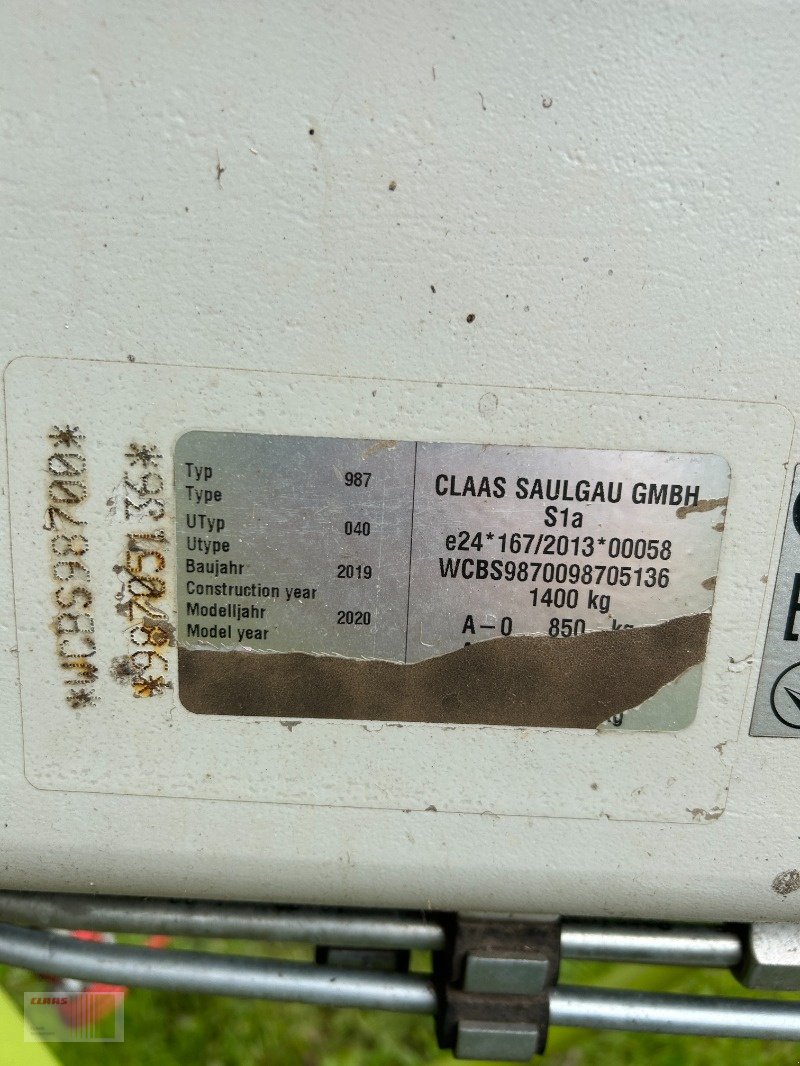 *WCBS98700*
*98705136*
Typ
Type 987
UTyp
Utype 040
Baujahr
Construction year 2019
Modelljahr
Model year 2020
CLAAS SAULGAU GMBH
S1a
e24*167/2013*00058
WCBS9870098705136
1400 kg
A-0 850 kg
CLAAS